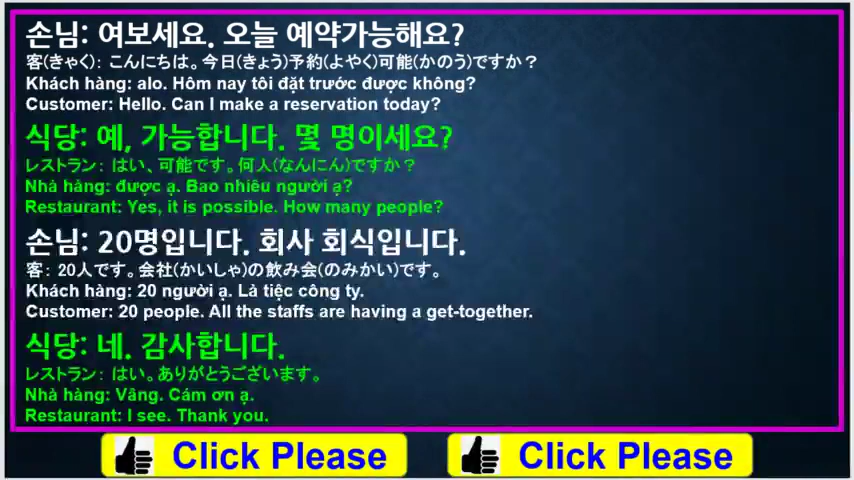 손님: 여보세요. 오늘 예약가능해요?
客(きゃく): こんにちは。今日(きょう)予約(よやく)可能(かのう)ですか？
Khách hàng: alo. Hôm nay tôi đặt trước được không?
Customer: Hello. Can I make a reservation today?
식당: 예, 가능합니다. 몇 명이세요?
レストラン： はい、可能です。何人(なんにん)ですか？
Nhà hàng: được ạ. Bao nhiêu người ạ?
Restaurant: Yes, it is possible. How many people?
손님: 20명입니다. 회사 회식입니다.
客： 20人です。会社(かいしゃ)の飲み会(のみかい)です。
Khách hàng: 20 người ạ. Là tiệc công ty.
Customer: 20 people. All the staffs are having a get-together.
식당: 네. 감사합니다.
レストラン： はい。ありがとうございます。
Nhà hàng: Vâng. Cám ơn ạ.
Restaurant: I see. Thank you.
Click Please
Click Please